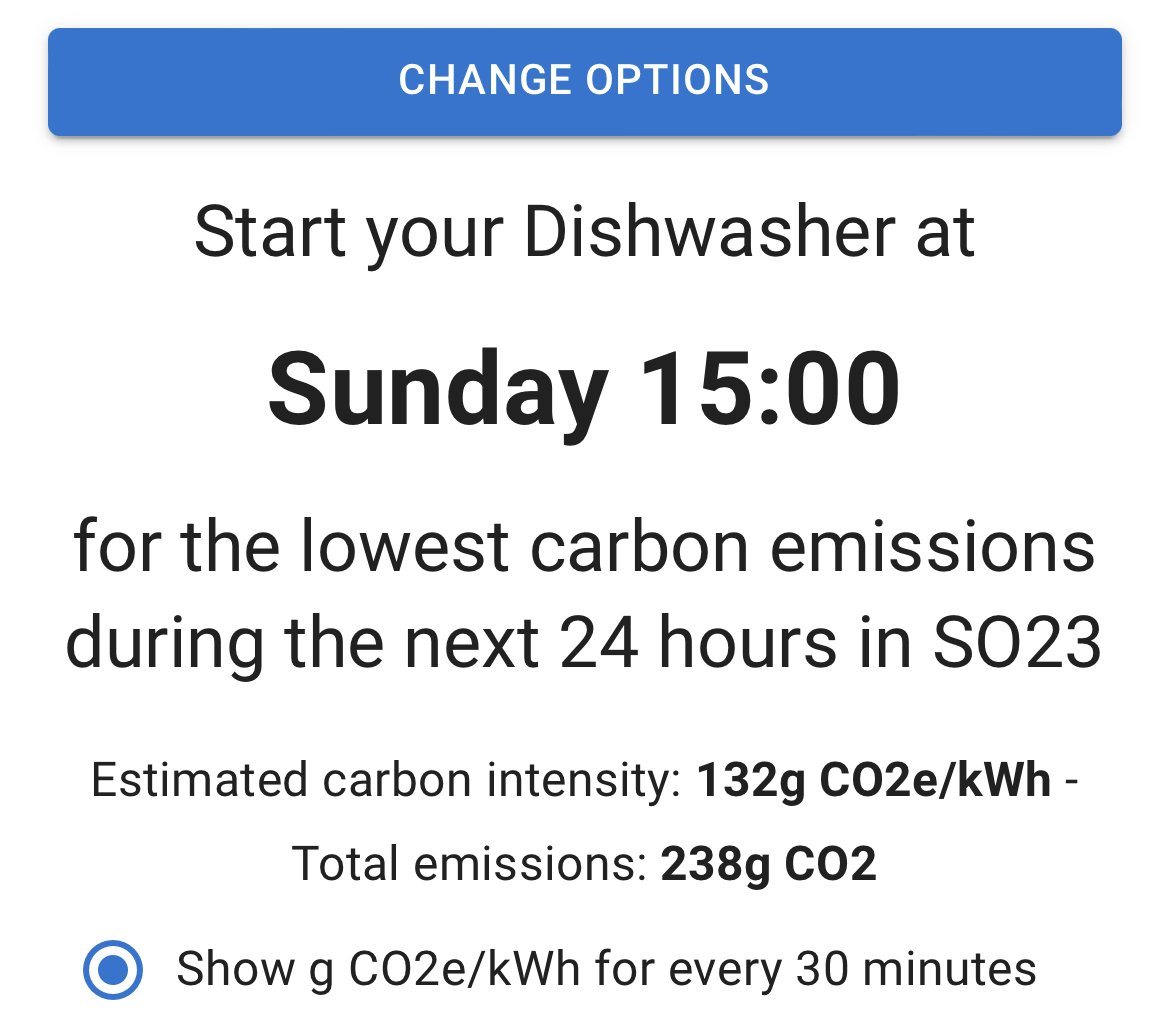 CHANGE OPTIONS
Start your Dishwasher at
Sunday 15:00
for the lowest carbon emissions
during the next 24 hours in SO23
Estimated carbon intensity: 132g CO2e/kWh -
Total emissions: 238g CO2
Show g CO2e/kWh for every 30 minutes